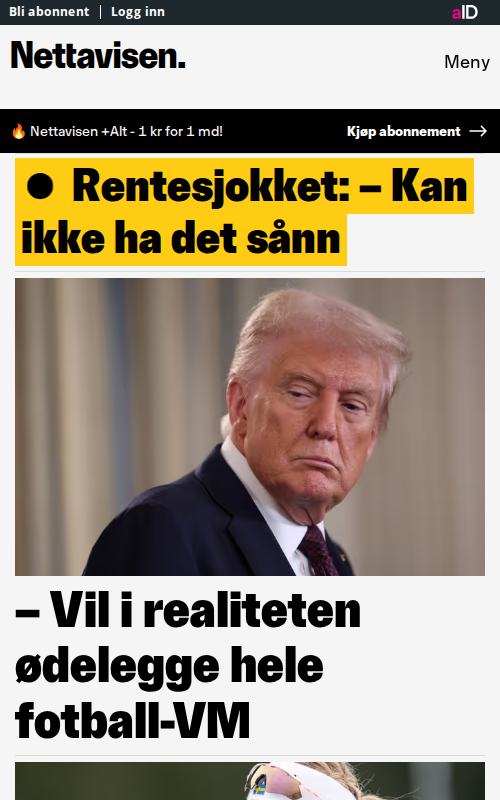 Bli abonnent | Logg inn
aID
Nettavisen.
Meny
🔥 Nettavisen +Alt - 1 kr for 1 md!
Kjøp abonnement →
● Rentesjokket: – Kan
ikke ha det sånn
– Vil i realiteten
ødelegge hele
fotball-VM